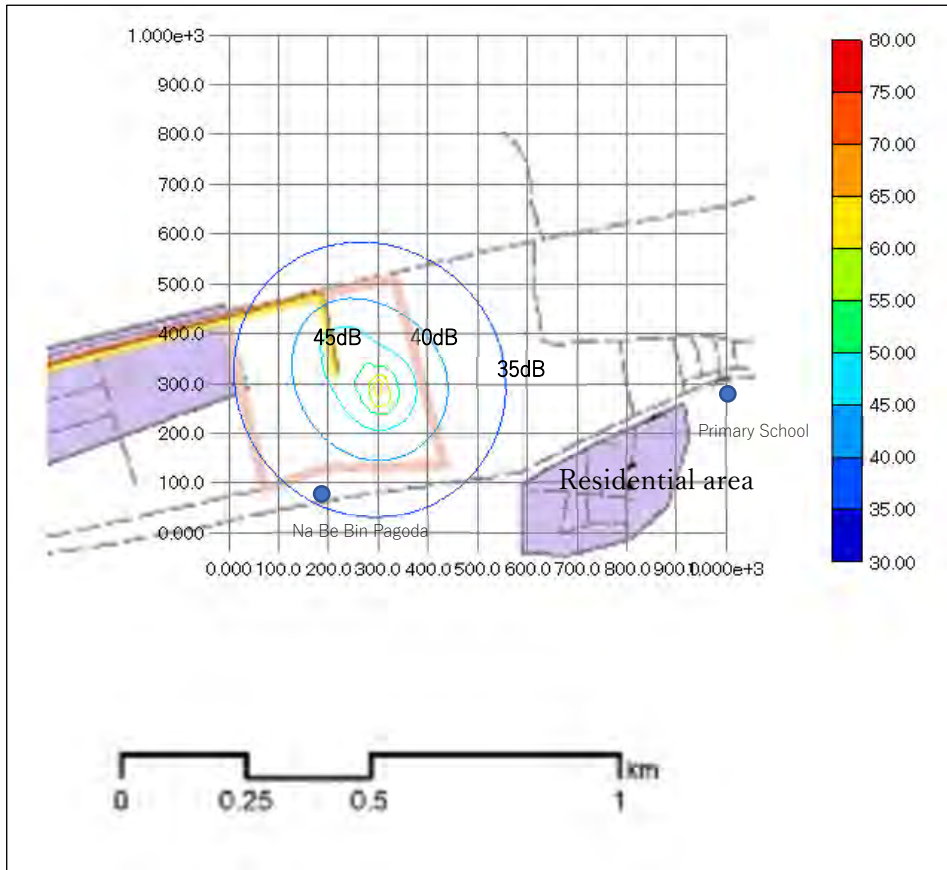 1.000e+3
900.0
800.0
700.0
600.0
500.0
400.0
300.0
200.0
100.0
0.000
0.000 100.0 200.0 300.0 400.0 500.0 600.0 700.0 800.0 900.0 1.000e+3
80.00
75.00
70.00
65.00
60.00
55.00
50.00
45.00
40.00
35.00
30.00
45dB
40dB
35dB
Primary School
Residential area
Na Be Bin Pagoda
km
0 0.25 0.5 1